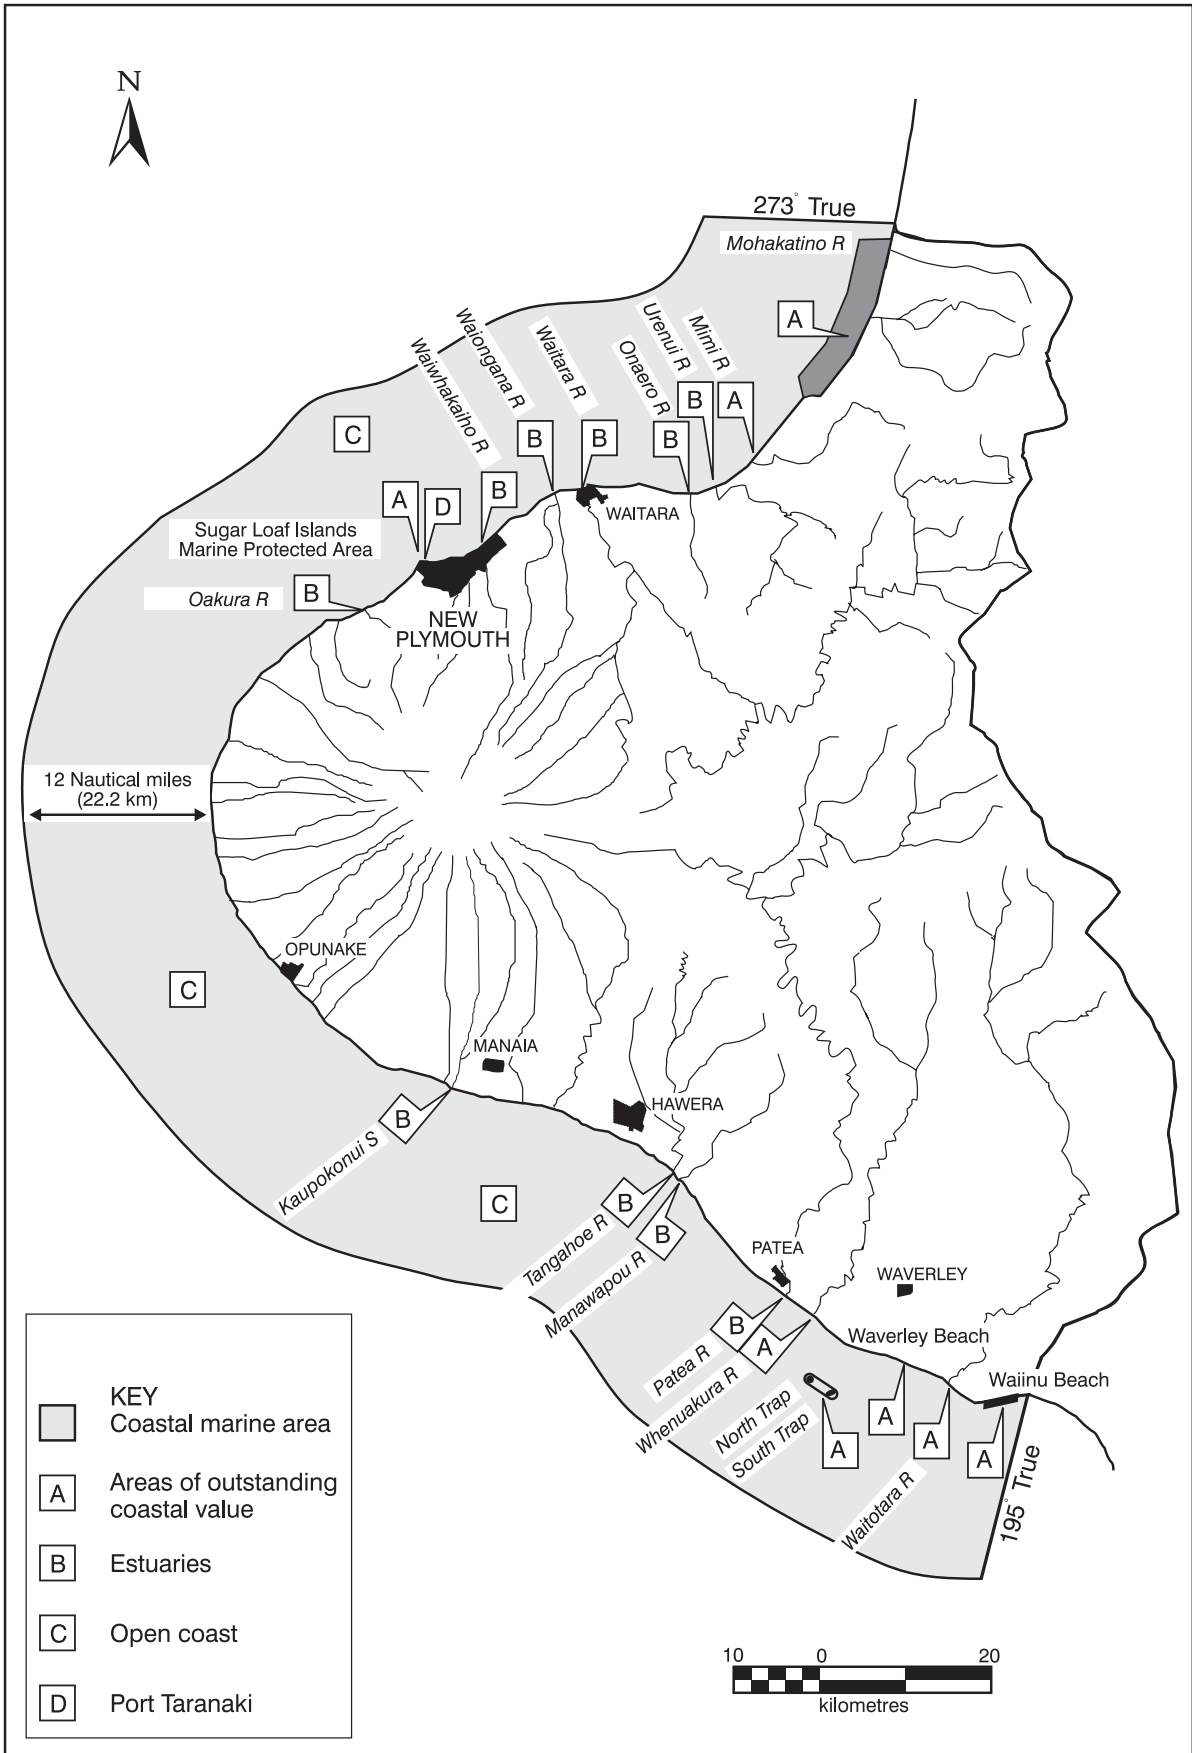 N
273° True
Mohakatino R
A
Mimi R
Urenui R
Onaero R
Waitara R
Waiongana R
Waiwhakaiho R
B
A
C
B
B
B
WAITARA
A
D
B
Sugar Loaf Islands
Marine Protected Area
Oakura R
B
NEW
PLYMOUTH
12 Nautical miles
(22.2 km)
OPUNAKE
C
MANAIA
HAWERA
B
Kaupokonui S
C
B
Tangahoe R
B
Manawapou R
PATEA
WAVERLEY
B
Patea R
A
Whenuakura R
Waverley Beach
Waiinu Beach
North Trap
South Trap
A
A
A
A
Waitotara R
195° True
KEY
Coastal marine area
A
Areas of outstanding
coastal value
B
Estuaries
C
Open coast
D
Port Taranaki
10 0 20
kilometres